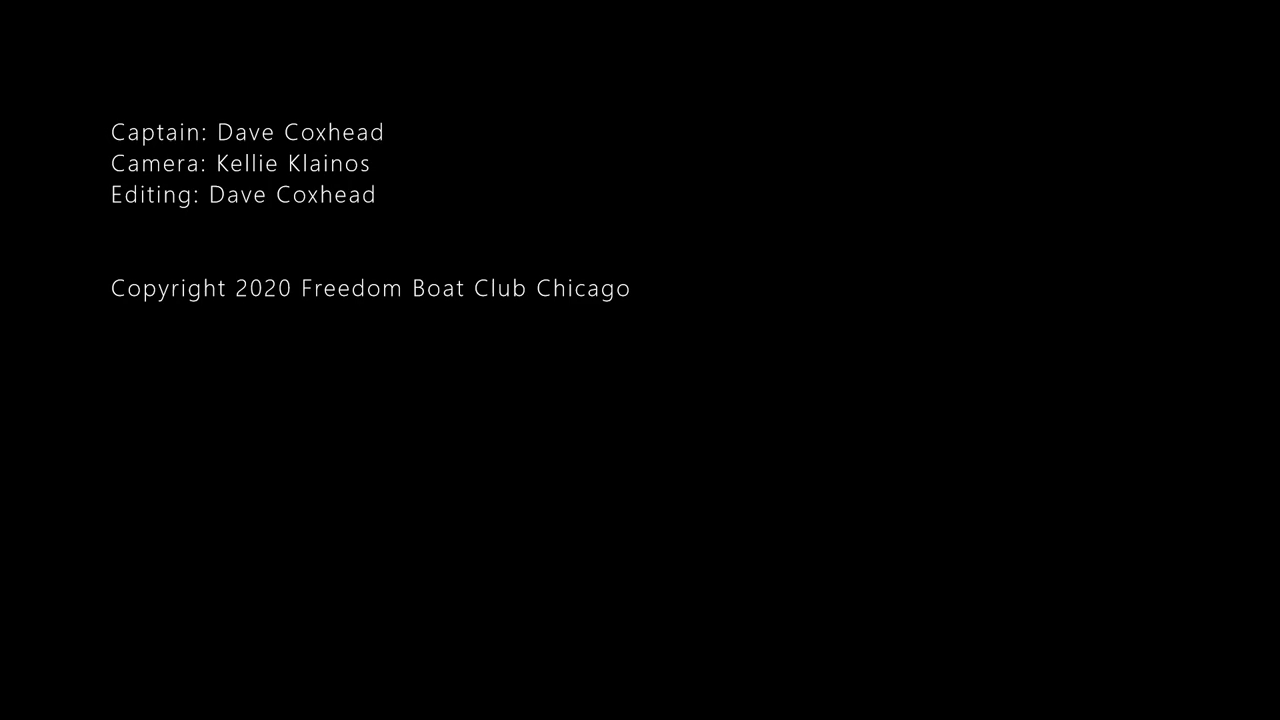 Captain: Dave Coxhead
Camera: Kellie Klainos
Editing: Dave Coxhead
Copyright 2020 Freedom Boat Club Chicago